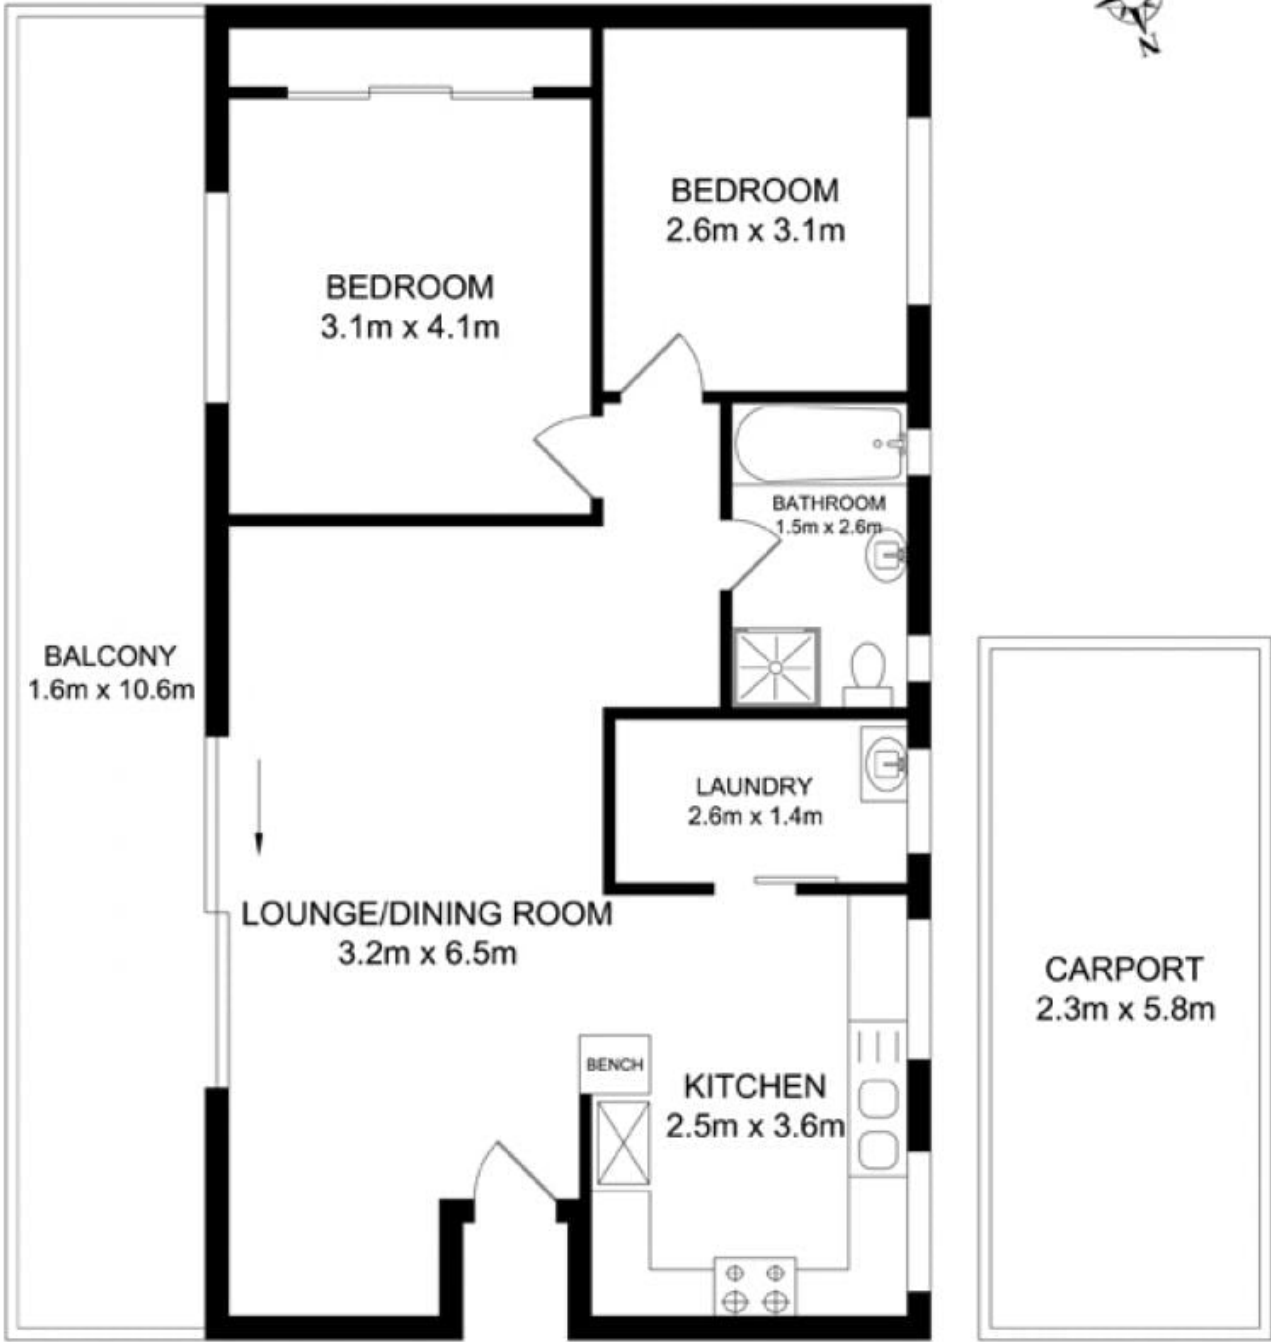 N
BEDROOM
2.6m x 3.1m
BEDROOM
3.1m x 4.1m
BATHROOM
1.5m x 2.6m
BALCONY
1.6m x 10.6m
LAUNDRY
2.6m x 1.4m
LOUNGE/DINING ROOM
3.2m x 6.5m
CARPORT
2.3m x 5.8m
BENCH
KITCHEN
2.5m x 3.6m